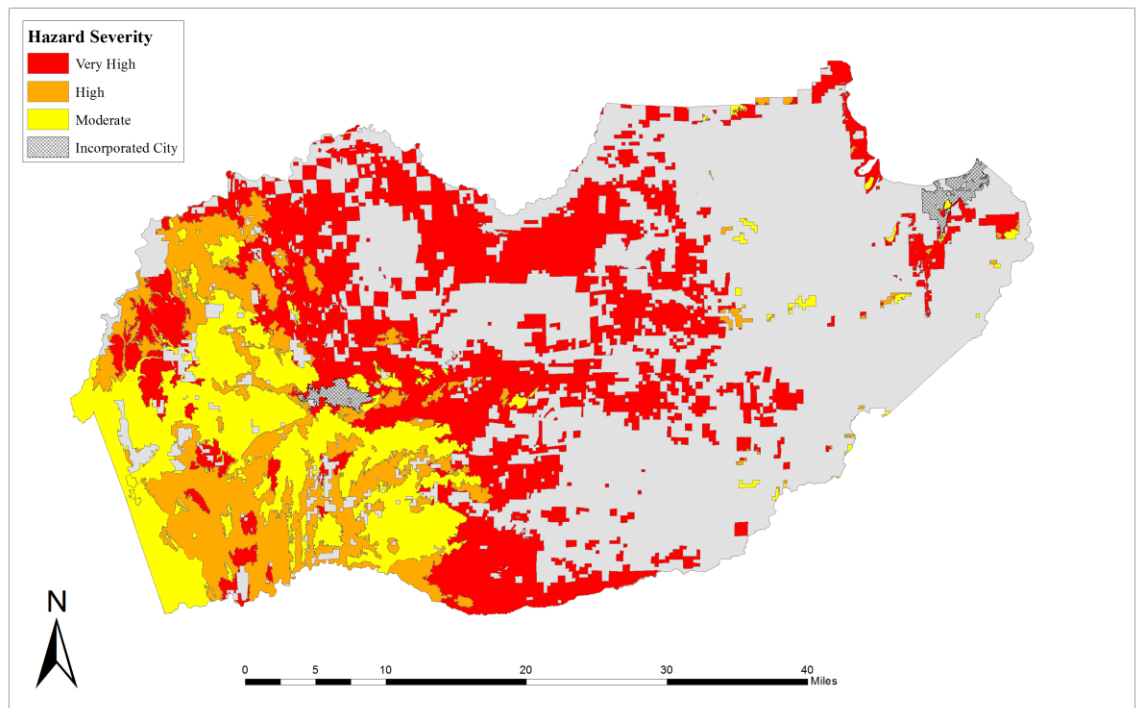 Hazard Severity
Very High
High
Moderate
Incorporated City
N
0 5 10 20 30 40
Miles